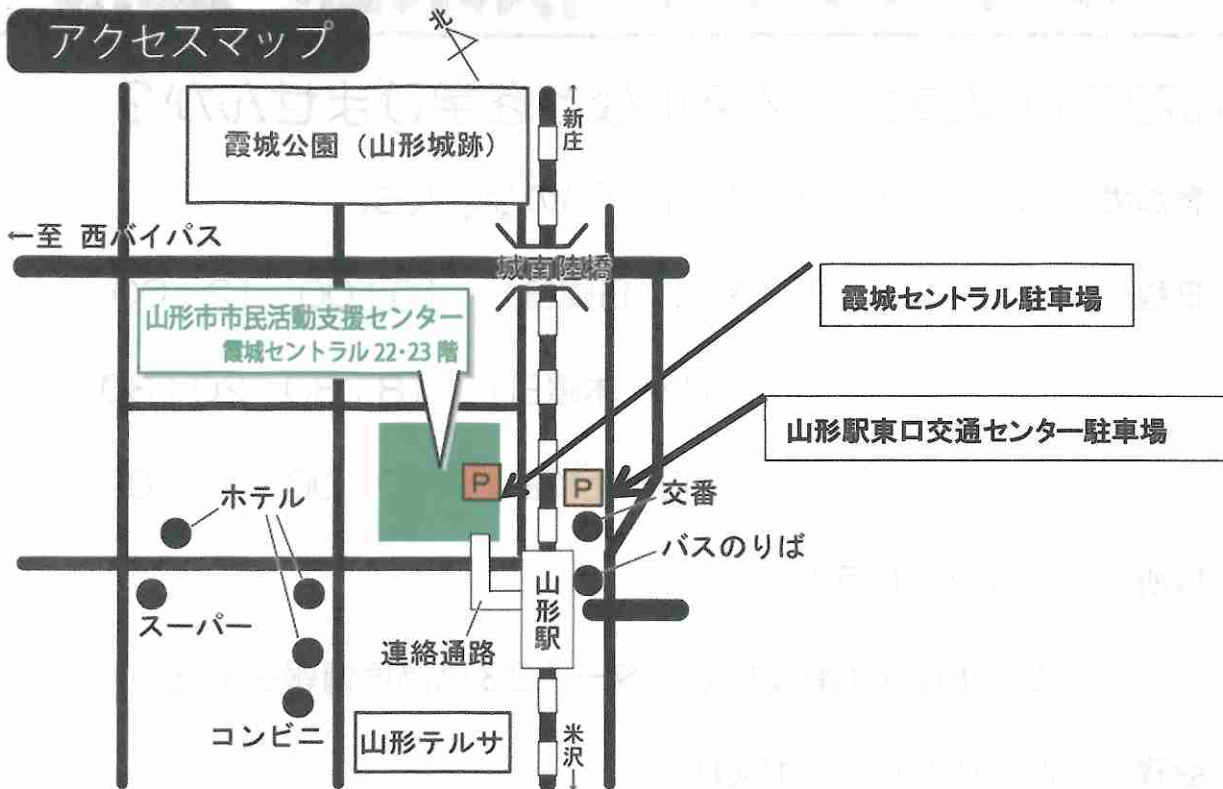 アクセスマップ
北
霞城公園（山形城跡）
↑新庄
←至 西バイパス
城南陸橋
霞城セントラル駐車場
山形市市民活動支援センター
霞城セントラル22・23階
山形駅東口交通センター駐車場
P
P
交番
ホテル
バスのりば
スーパー
山形駅
連絡通路
コンビニ
山形テルサ
米沢↓